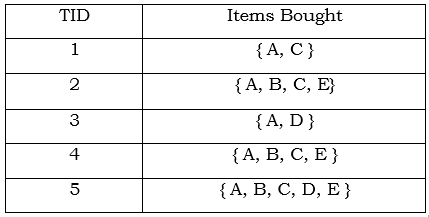 TID Items Bought
1 { A, C }
2 { A, B, C, E}
3 { A, D }
4 { A, B, C, E }
5 { A, B, C, D, E }